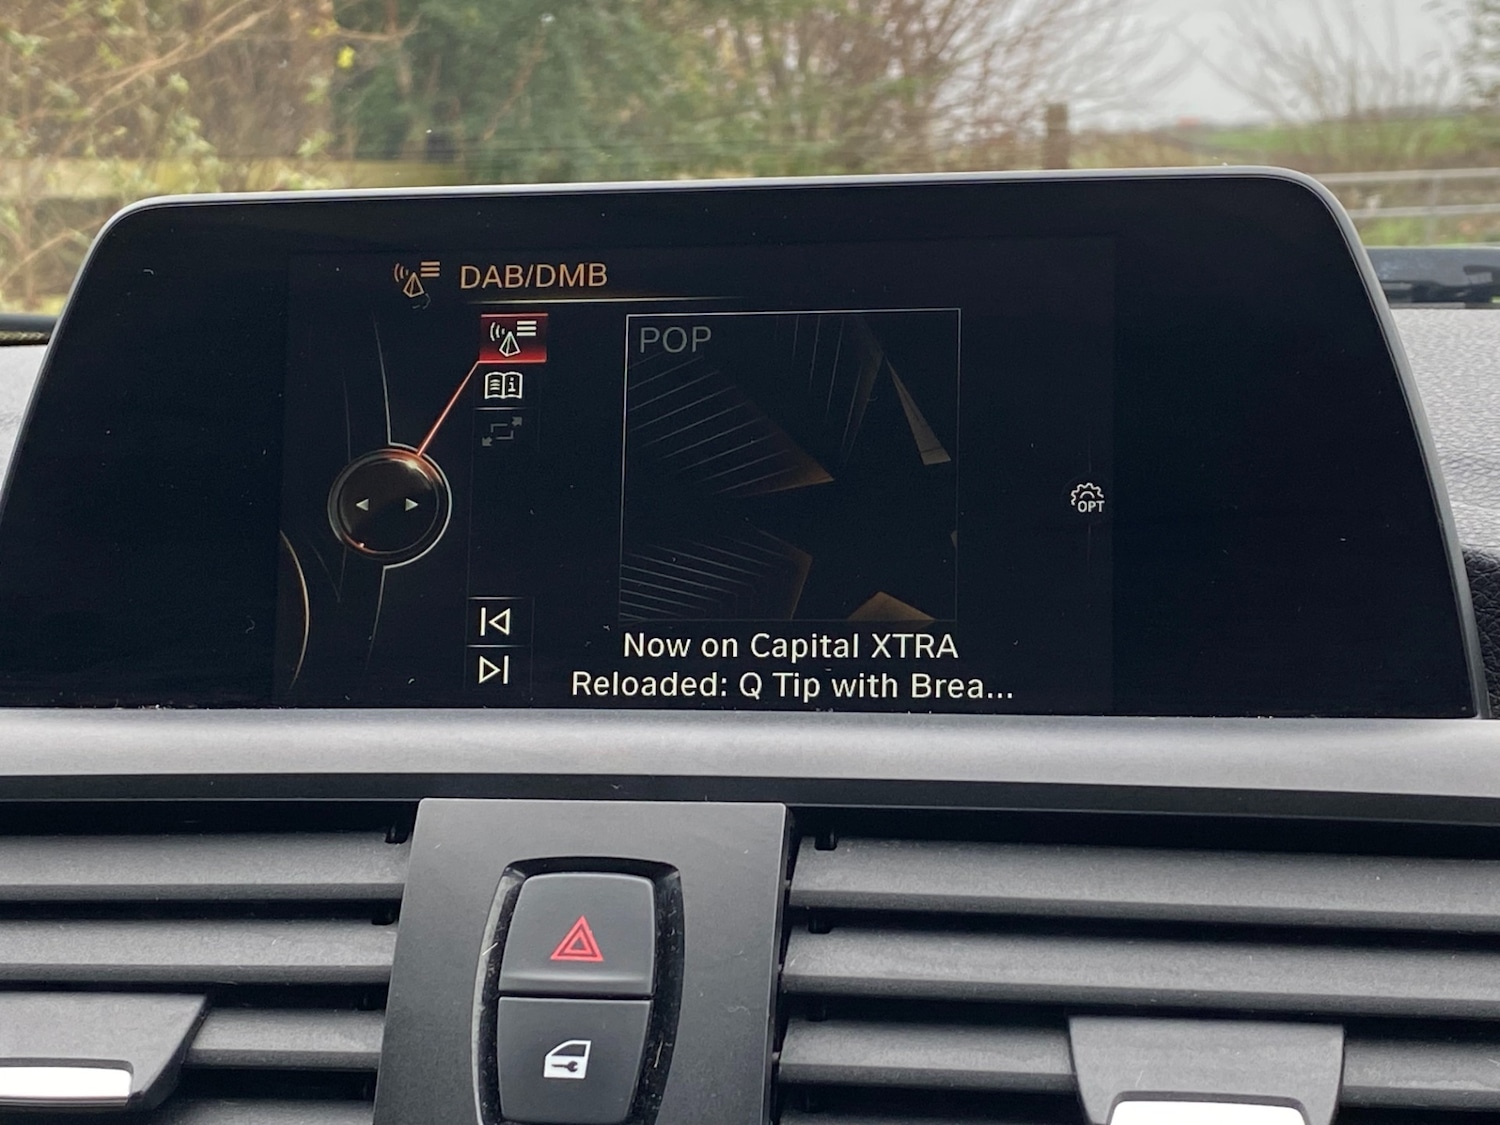 DAB/DMB
POP
OPT
Now on Capital XTRA
Reloaded: Q Tip with Brea...